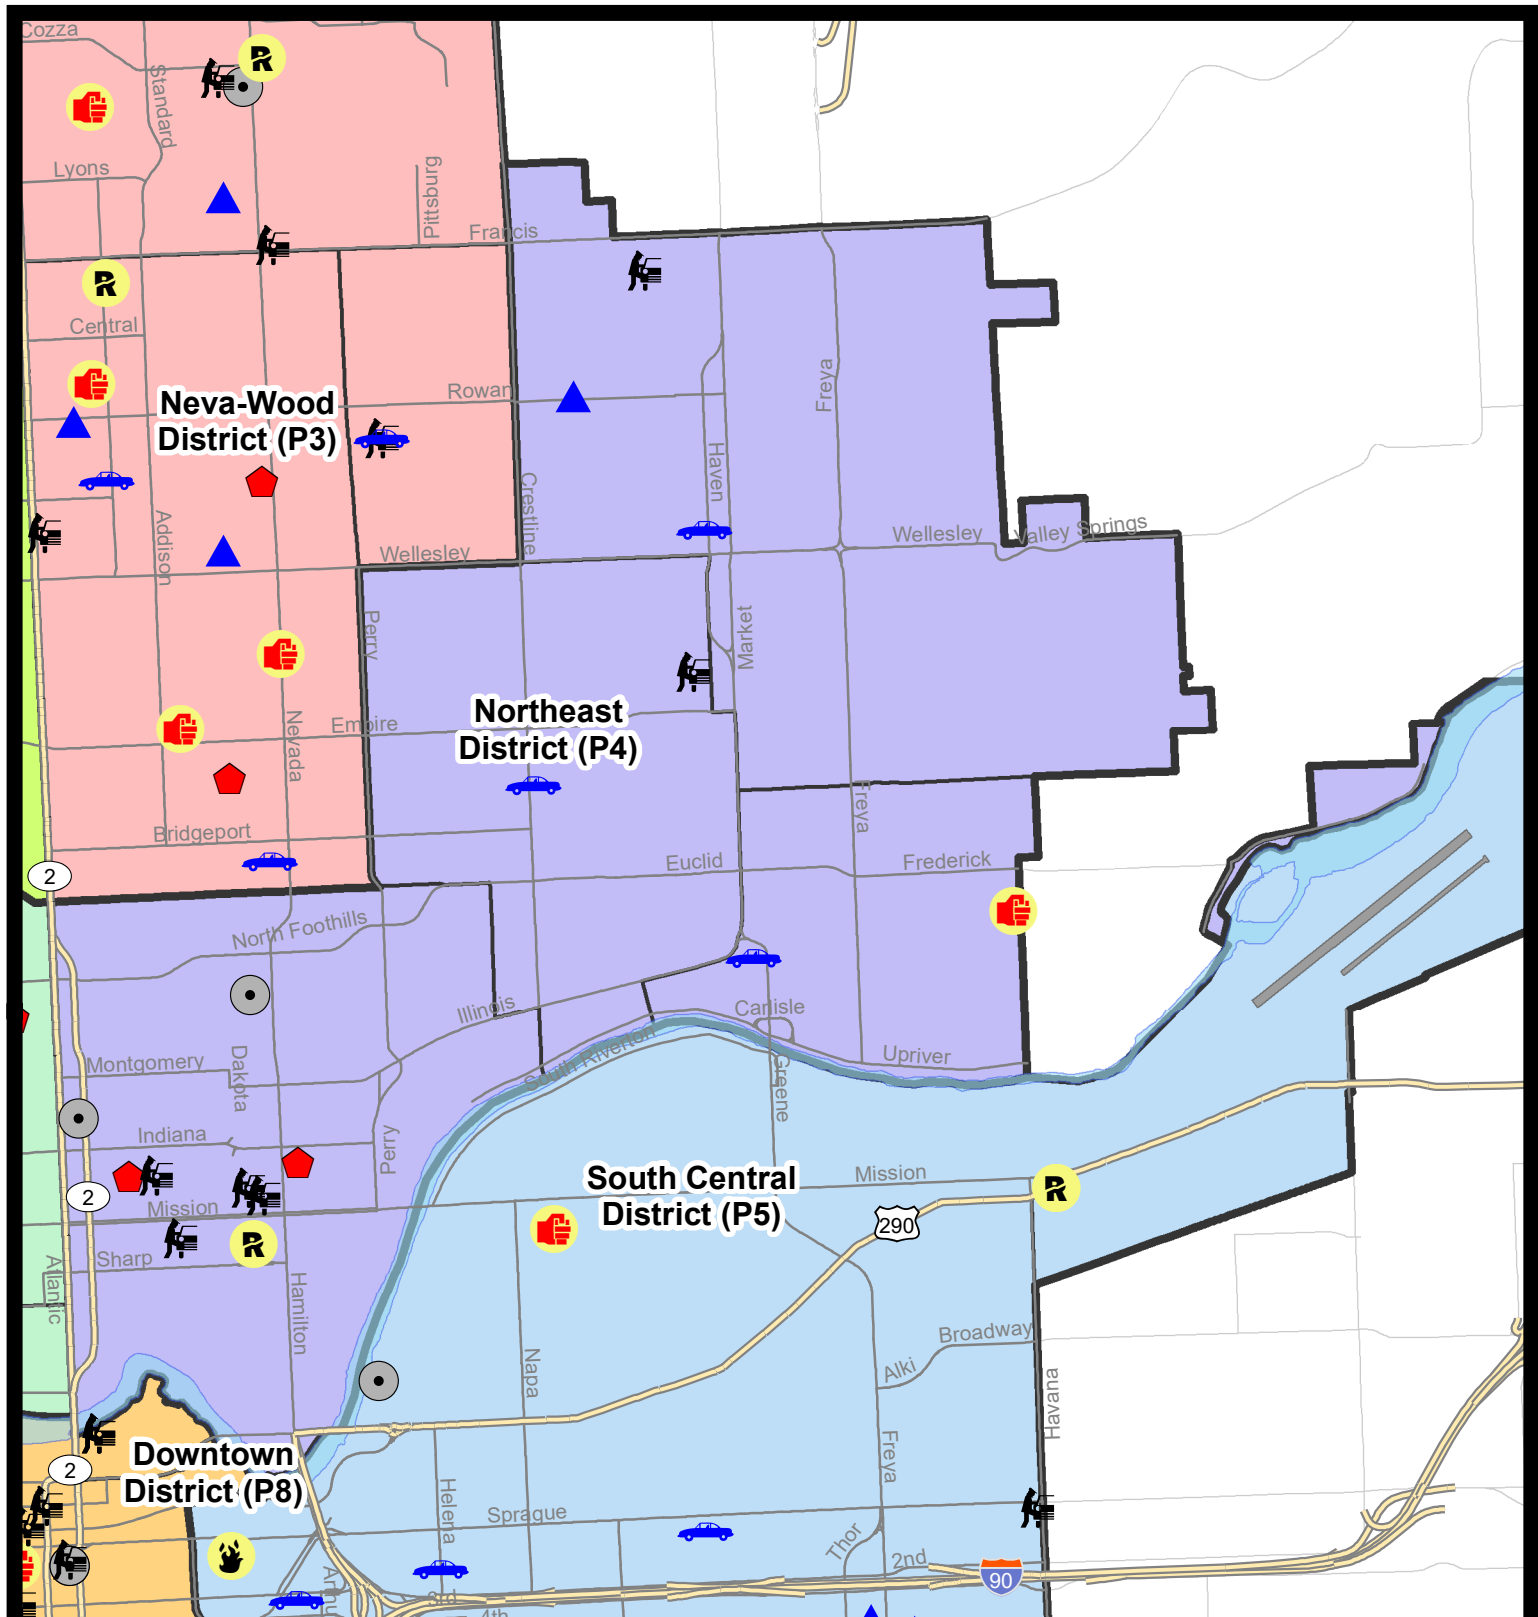 Cozza
Standard
R
Lyons
Pittsburg
Francis
R
Central
Rowan
Freya
Neva-Wood
District (P3)
Haven
Crestline
Addison
Wellesley
Wellesley
Valley Springs
Perry
Market
Northeast
District (P4)
Nevada
Empire
Freya
Bridgeport
Euclid
Frederick
2
North Foothills
Illinois
Carlisle
South Riverton
Upriver
Montgomery
Dakota
Greene
Indiana
Perry
South Central
District (P5)
Mission
R
2
Mission
290
R
Sharp
Atlantic
Hamilton
Napa
Broadway
Alki
Havana
Downtown
District (P8)
2
Freya
Helena
Sprague
Thor
2nd
90
3rd
4th